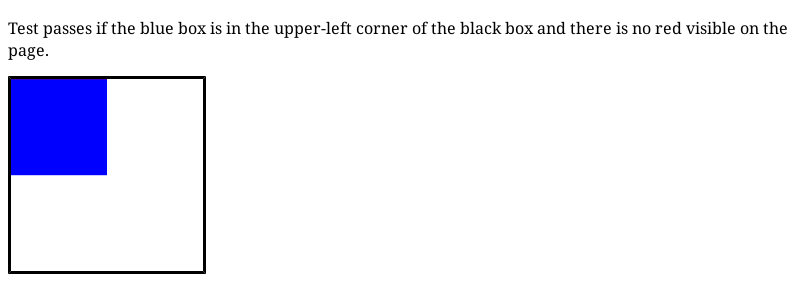 Test passes if the blue box is in the upper-left corner of the black box and there is no red visible on the
page.